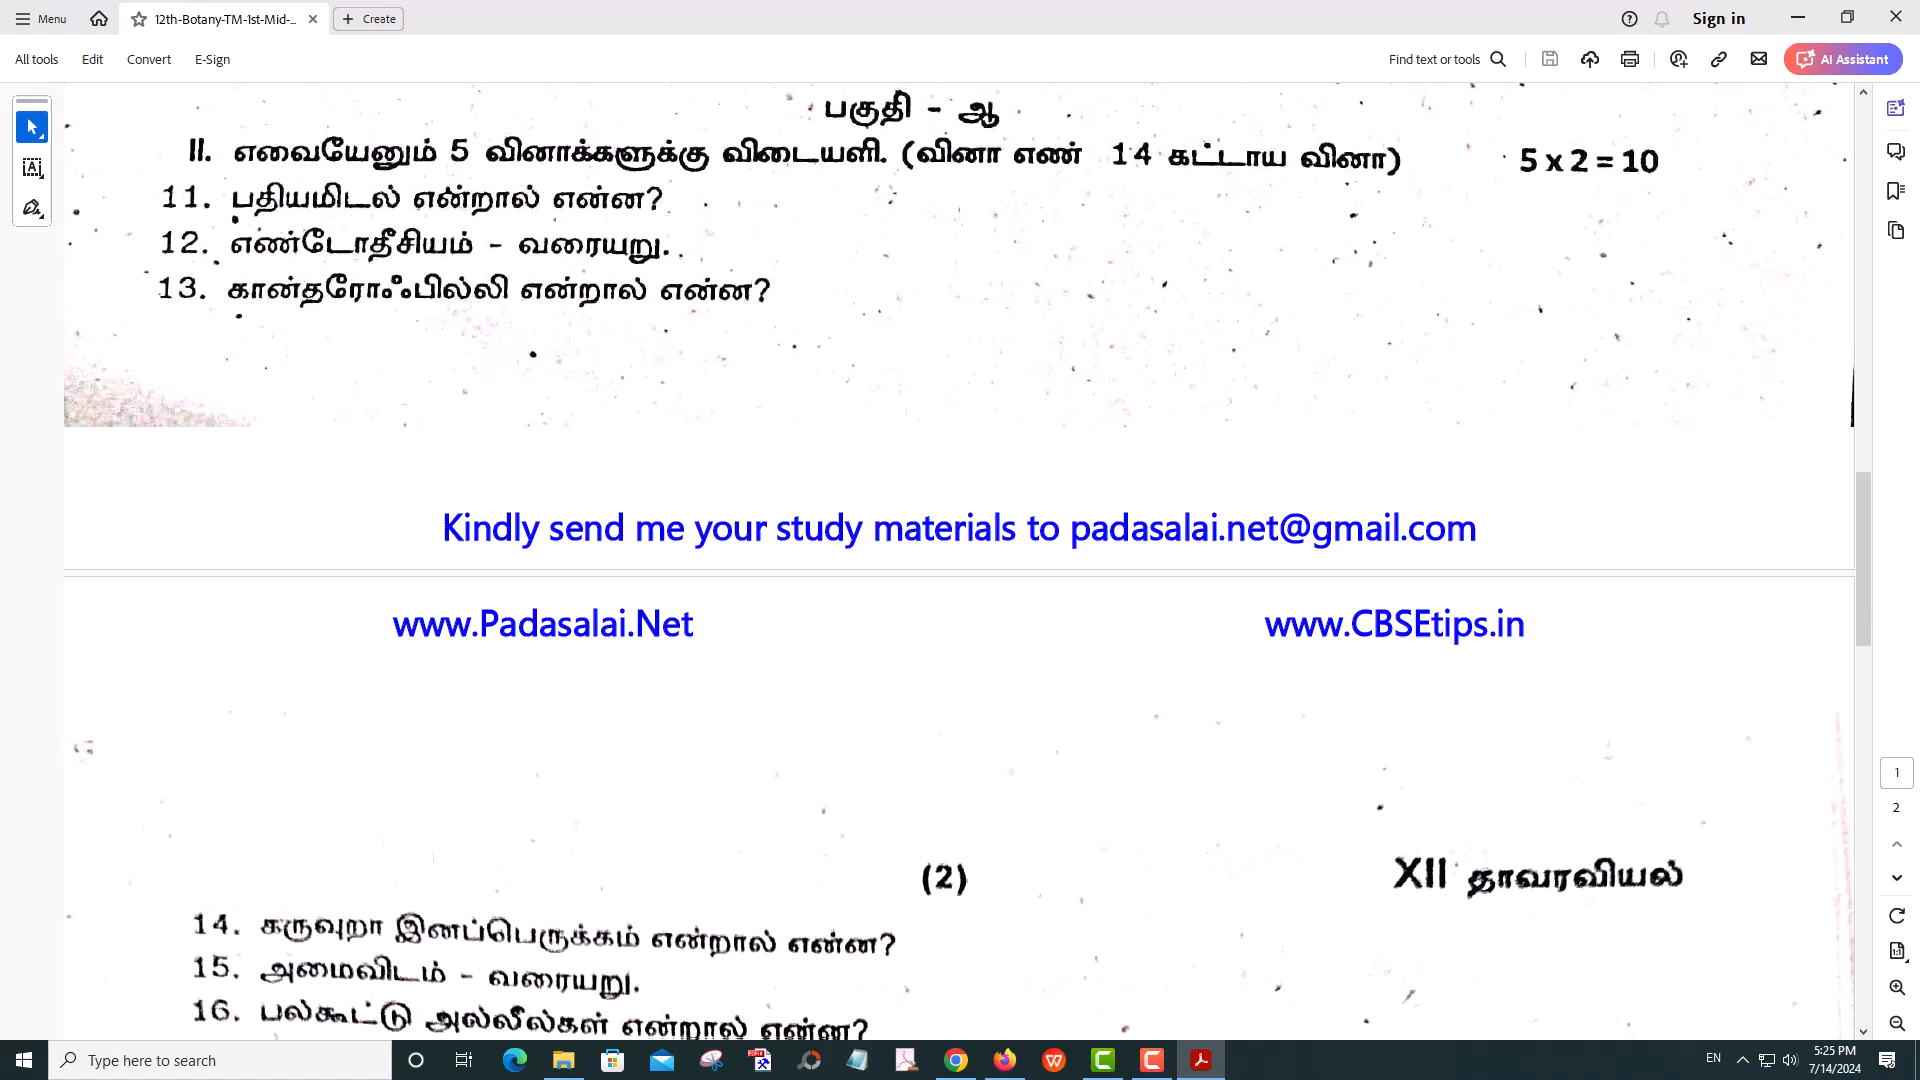 Menu
12th-Botany-TM-1st-Mid-...
Create
Sign in
All tools
Edit
Convert
E-Sign
Find text or tools
AI Assistant
பகுதி - ஆ
II. எவையேனும் 5 வினாக்களுக்கு விடையளி. (வினா எண் 14 கட்டாய வினா) 5 x 2 = 10
11. பதியமிடல் என்றால் என்ன?
12. எண்டோதீசியம் - வரையறு.
13. கான்தரோஃபில்லி என்றால் என்ன?
Kindly send me your study materials to padasalai.net@gmail.com
www.Padasalai.Net www.CBSEtips.in
(2) XII தாவரவியல்
14. கருவுறா இனப்பெருக்கம் என்றால் என்ன?
15. அமைவிடம் - வரையறு.
16. பல்கூட்டு அல்லீல்கள் என்றால் என்ன?
1
2
Type here to search
EN
5:25 PM
7/14/2024